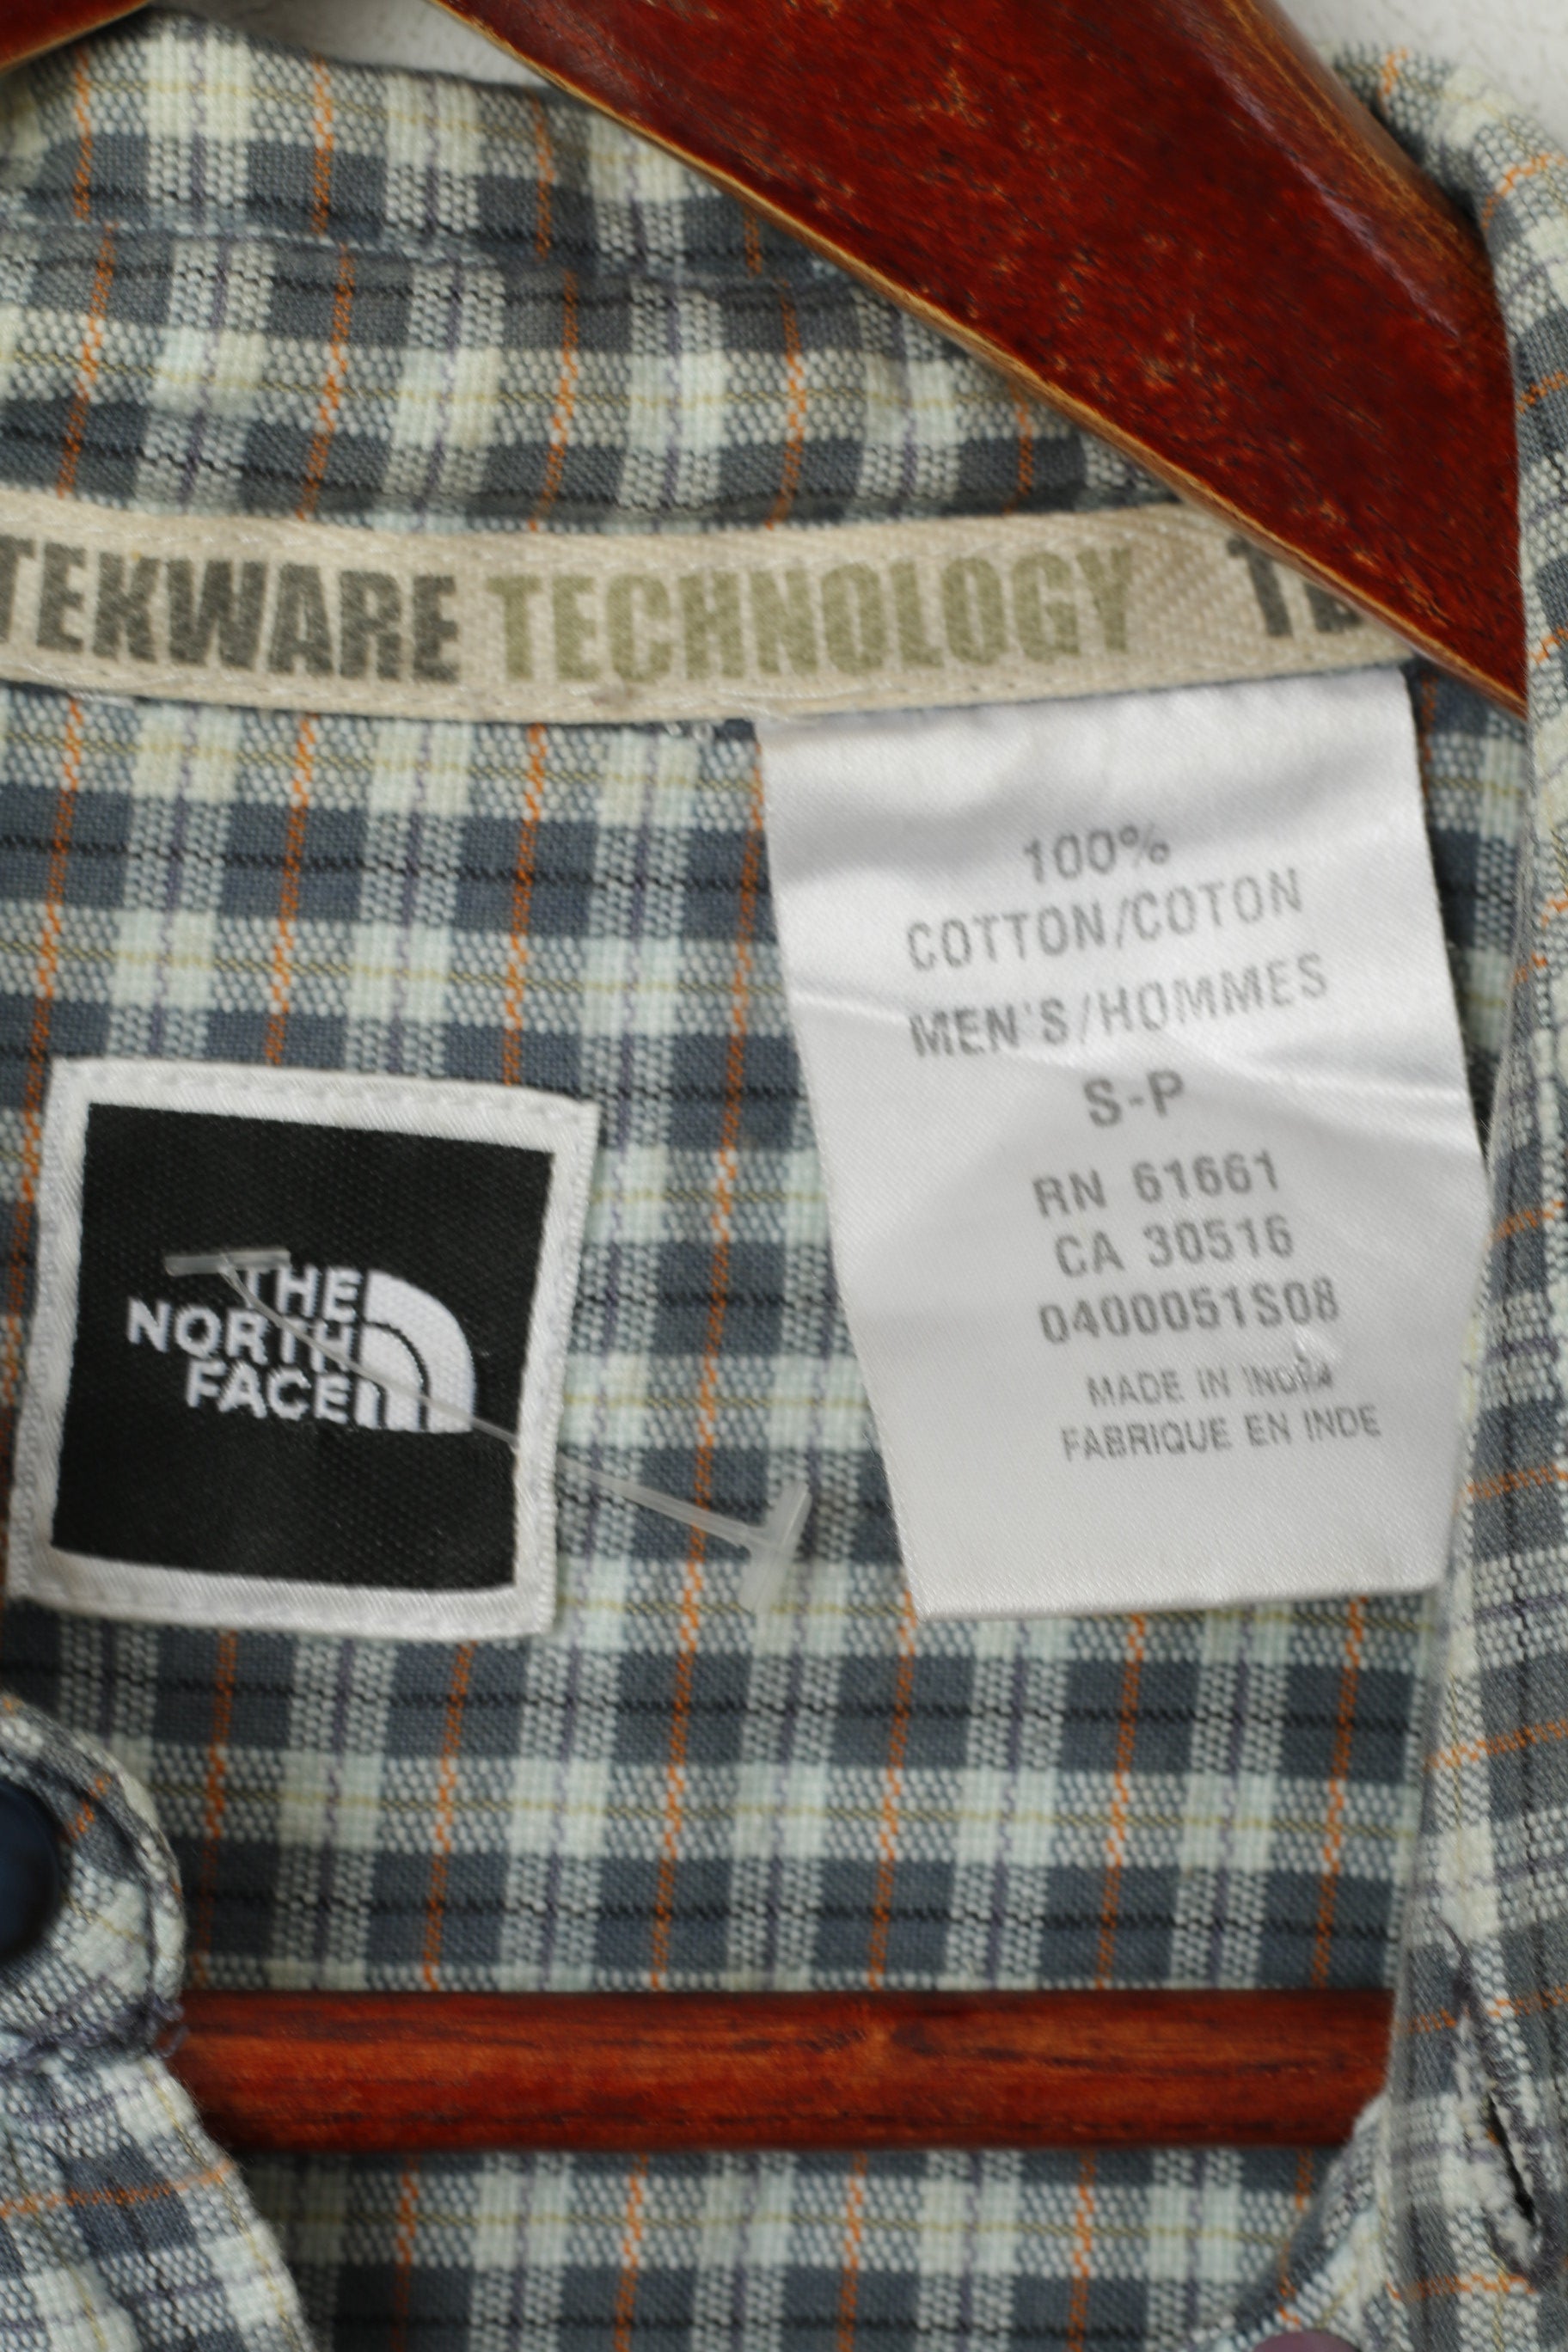 TEKWARE TECHNOLOGY
100%
COTTON/COTON
MEN'S/HOMMES
S-P
RN 61661
CA 30516
0400051S08
MADE IN INDIA
FABRIQUE EN INDE
THE
NORTH
FACE